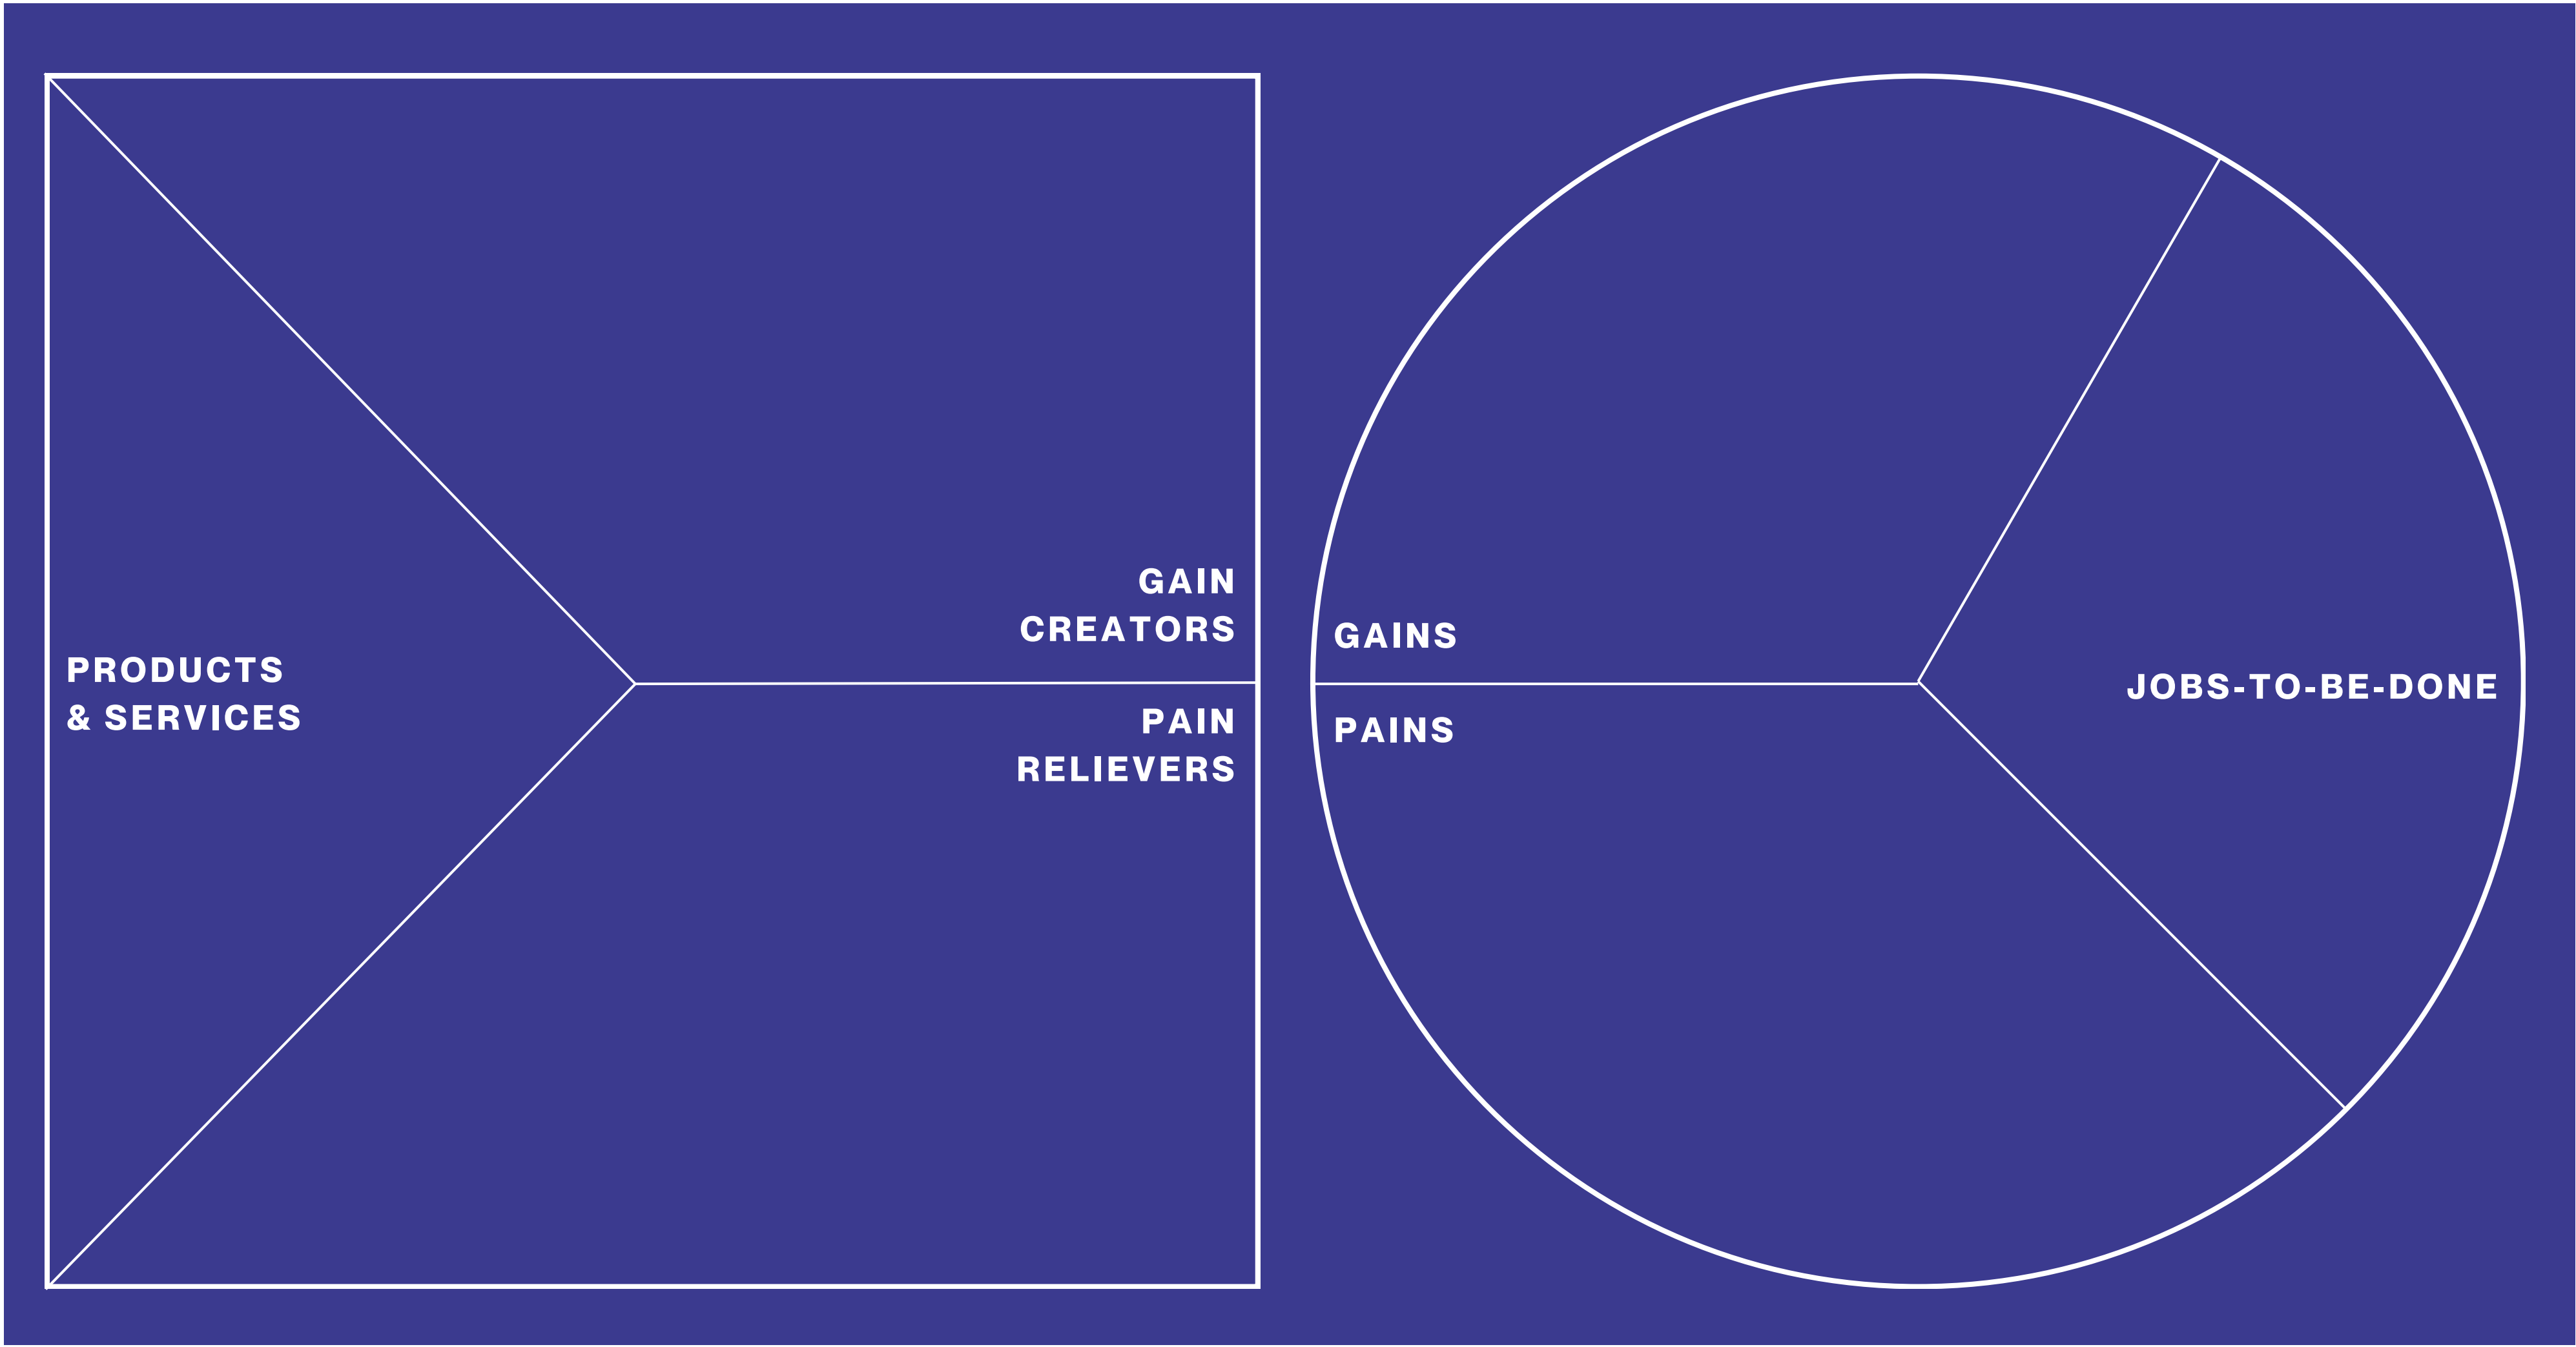 PRODUCTS
& SERVICES
GAIN
CREATORS
PAIN
RELIEVERS
GAINS
PAINS
JOBS-TO-BE-DONE